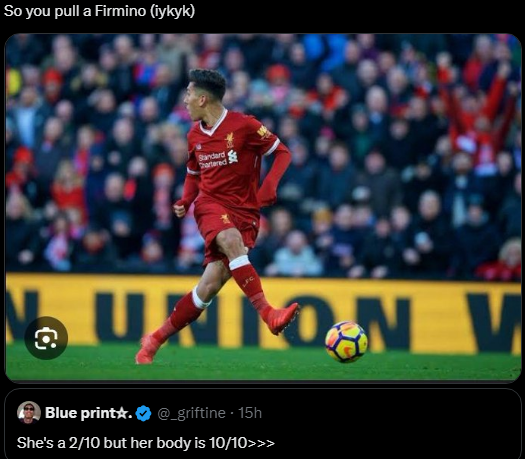 So you pull a Firmino (iykyk)
Standard
Chartered
N UNION
Blue print☆. @_griftine · 15h
She's a 2/10 but her body is 10/10>>>